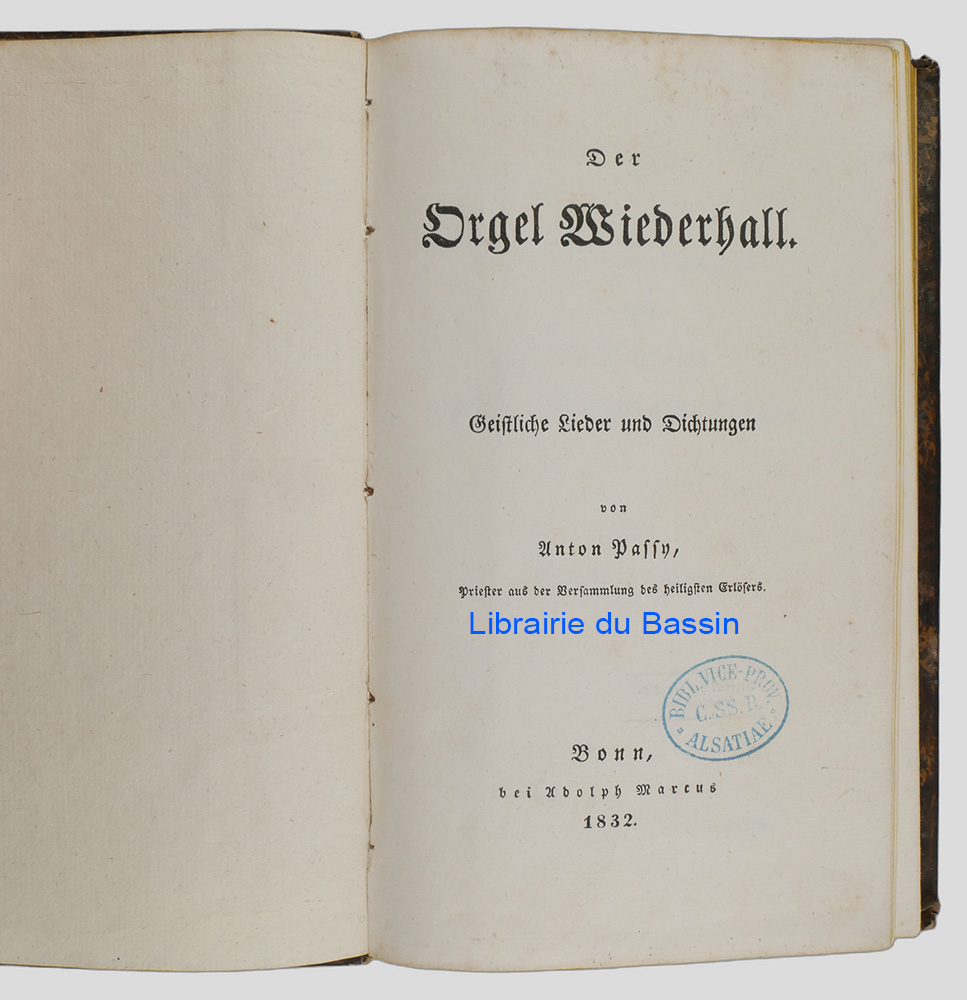 Der
Orgel Wiederhall.
Geistliche Lieder und Dichtungen
von
Anton Passy,
Priester aus der Versammlung des heiligsten Erlösers.
Librairie du Bassin
BIBL. VICE-PROV.
C.SS.R.
ALSATIAE
Bonn,
bei Adolph Marcus
1832.